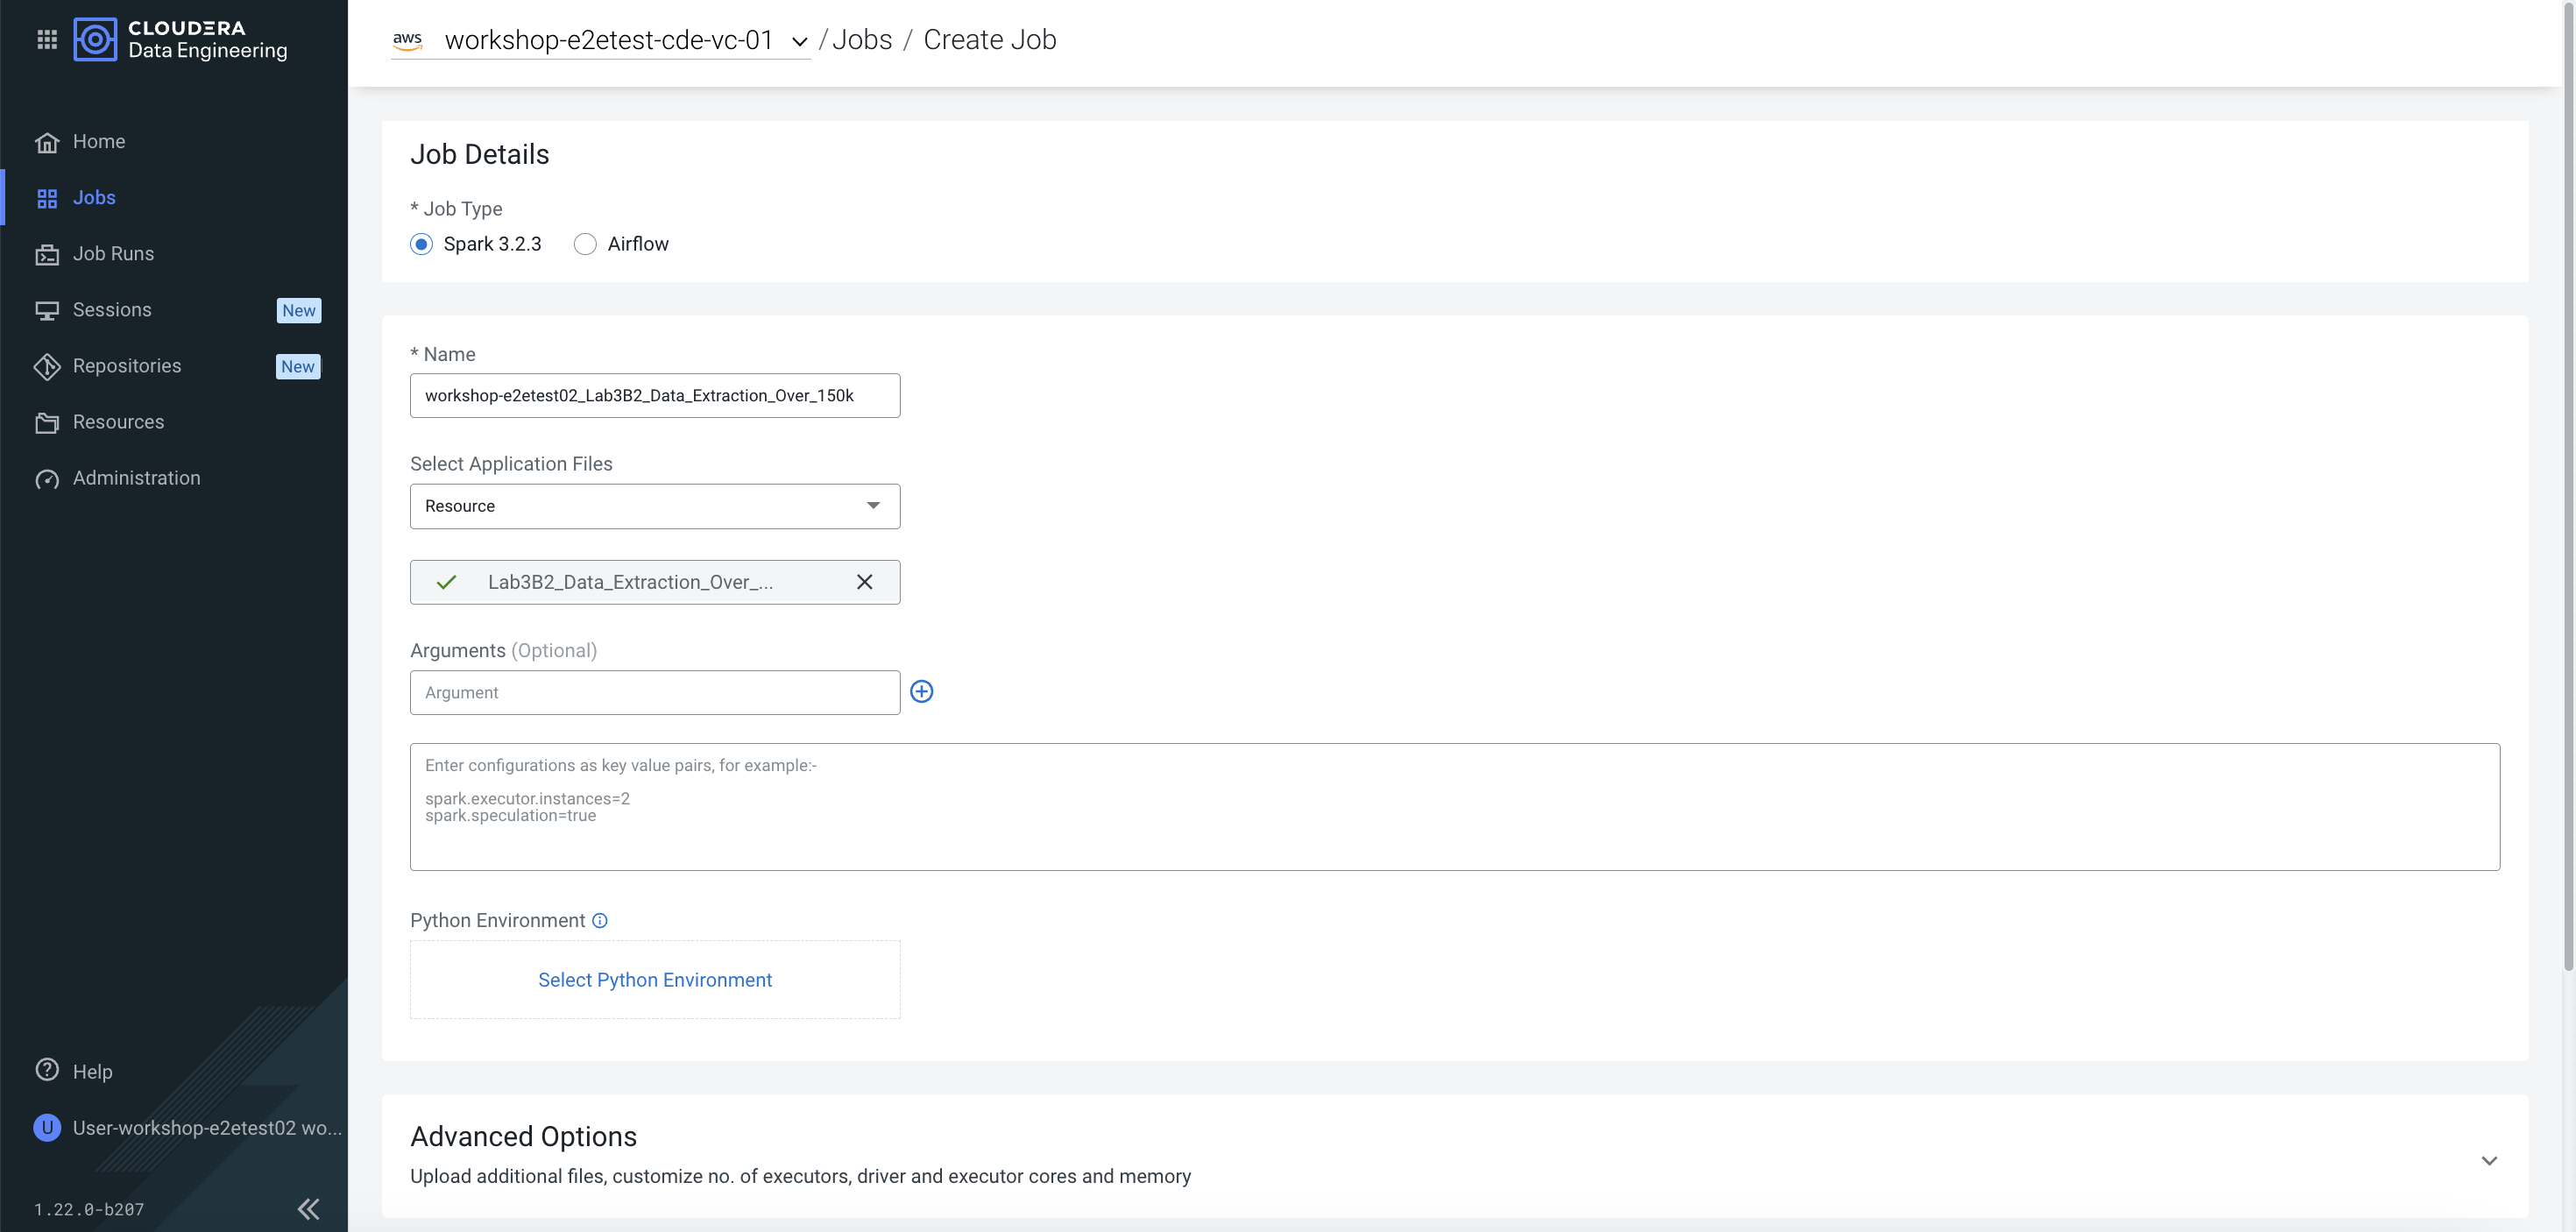 CLOUDERA
Data Engineering
Home
Jobs
Job Runs
Sessions New
Repositories New
Resources
Administration
Help
U User-workshop-e2etest02 wo...
1.22.0-b207
aws workshop-e2etest-cde-vc-01 / Jobs / Create Job
Job Details
* Job Type
Spark 3.2.3 Airflow
* Name
workshop-e2etest02_Lab3B2_Data_Extraction_Over_150k
Select Application Files
Resource
Lab3B2_Data_Extraction_Over_...
Arguments (Optional)
Argument
Enter configurations as key value pairs, for example:-
spark.executor.instances=2
spark.speculation=true
Python Environment
Select Python Environment
Advanced Options
Upload additional files, customize no. of executors, driver and executor cores and memory